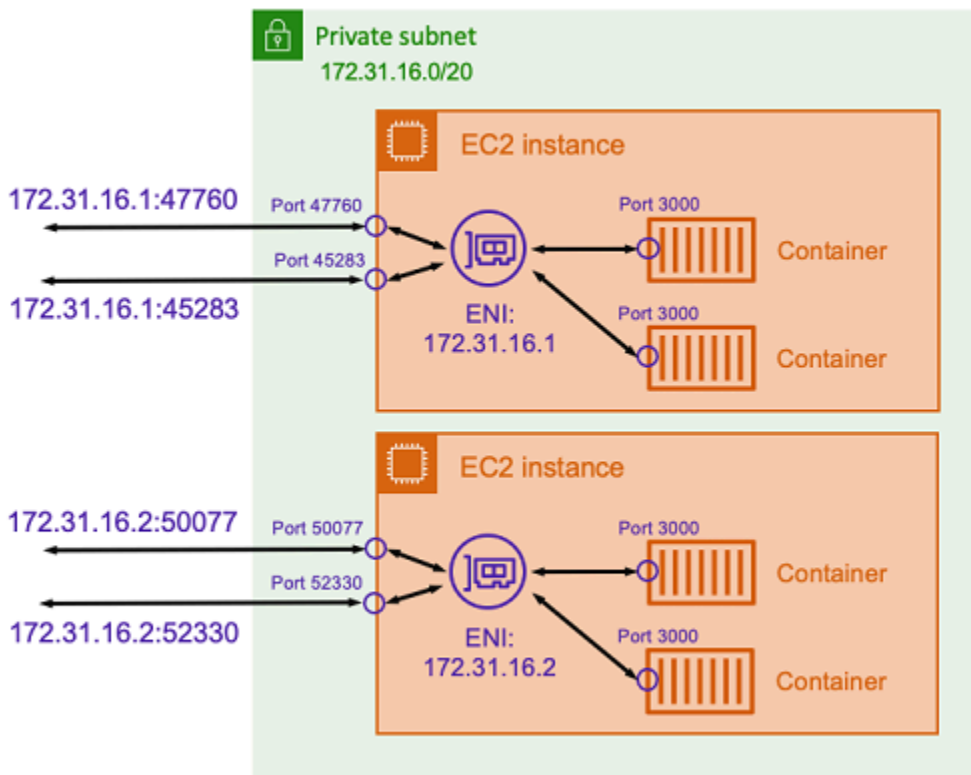 Private subnet
172.31.16.0/20
EC2 instance
172.31.16.1:47760
Port 47760
Port 3000
Container
Port 45283
172.31.16.1:45283
ENI:
172.31.16.1
Port 3000
Container
EC2 instance
172.31.16.2:50077
Port 50077
Port 3000
Container
Port 52330
172.31.16.2:52330
ENI:
172.31.16.2
Port 3000
Container